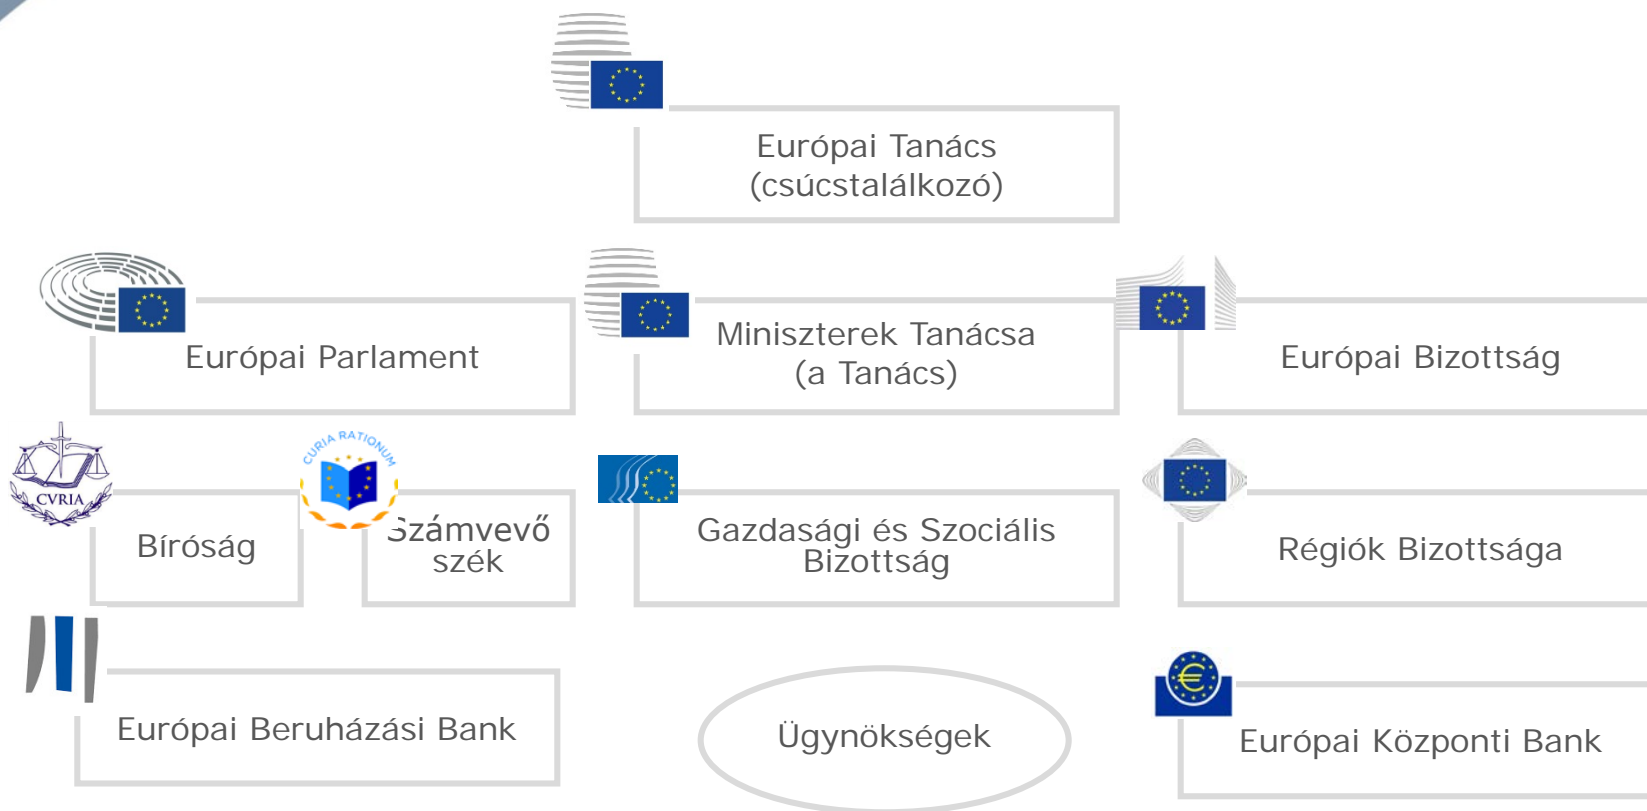 Európai Tanács
(csúcstalálkozó)
Európai Parlament
Miniszterek Tanácsa
(a Tanács)
Európai Bizottság
CVRIA
Bíróság
CURIA RATIONUM
Számvevő
szék
Gazdasági és Szociális
Bizottság
Régiók Bizottsága
Európai Beruházási Bank
Ügynökségek
€
Európai Központi Bank